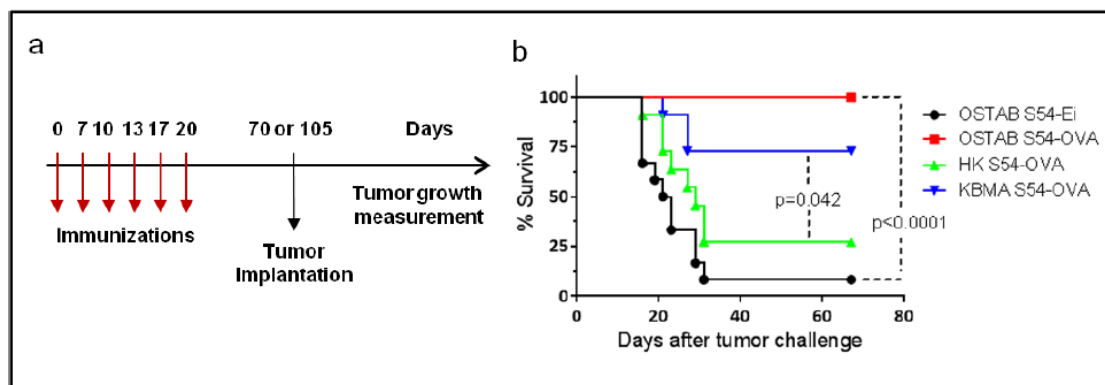 a
0 7 10 13 17 20 70 or 105 Days
Immunizations
Tumor
Implantation
Tumor growth
measurement
b
100
75
50
25
0
% Survival
0 20 40 60 80
Days after tumor challenge
p=0.042
p<0.0001
OSTAB S54-Ei
OSTAB S54-OVA
HK S54-OVA
KBMA S54-OVA